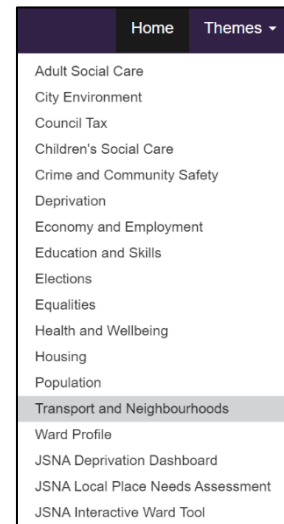 Home Themes
Adult Social Care
City Environment
Council Tax
Children's Social Care
Crime and Community Safety
Deprivation
Economy and Employment
Education and Skills
Elections
Equalities
Health and Wellbeing
Housing
Population
Transport and Neighbourhoods
Ward Profile
JSNA Deprivation Dashboard
JSNA Local Place Needs Assessment
JSNA Interactive Ward Tool